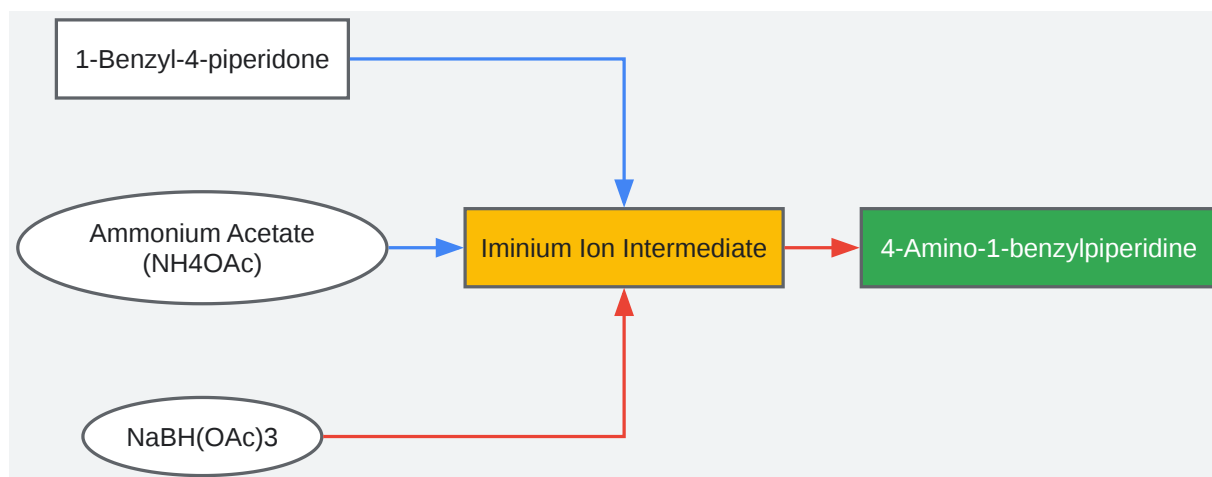 1-Benzyl-4-piperidone
Ammonium Acetate
(NH4OAc)
Iminium Ion Intermediate
4-Amino-1-benzylpiperidine
NaBH(OAc)3